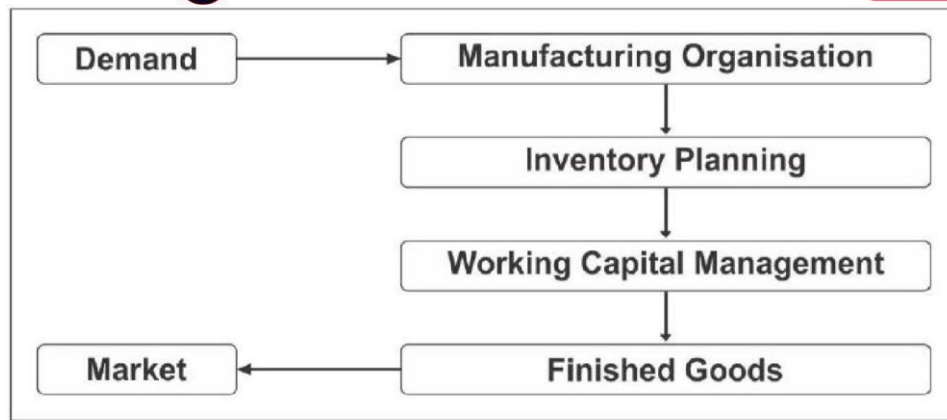 Demand
Manufacturing Organisation
Inventory Planning
Working Capital Management
Market
Finished Goods